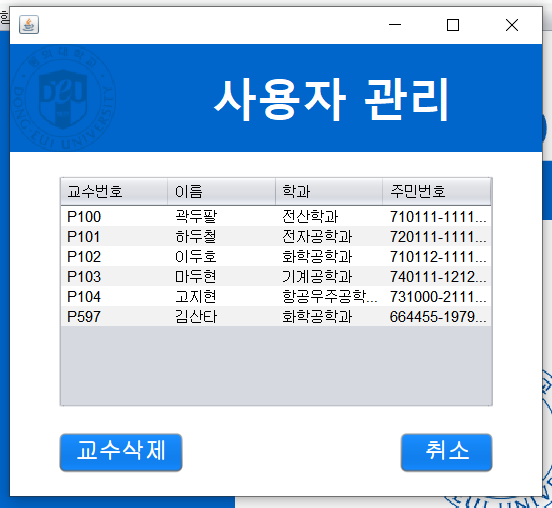 사용자 관리
교수번호 이름 학과 주민번호
P100 곽두팔 전산학과 710111-1111...
P101 하두철 전자공학과 720111-1111...
P102 이두호 화학공학과 710112-1111...
P103 마두현 기계공학과 740111-1212...
P104 고지현 항공우주공학... 731000-2111...
P597 김산타 화학공학과 664455-1979...
교수삭제 취소